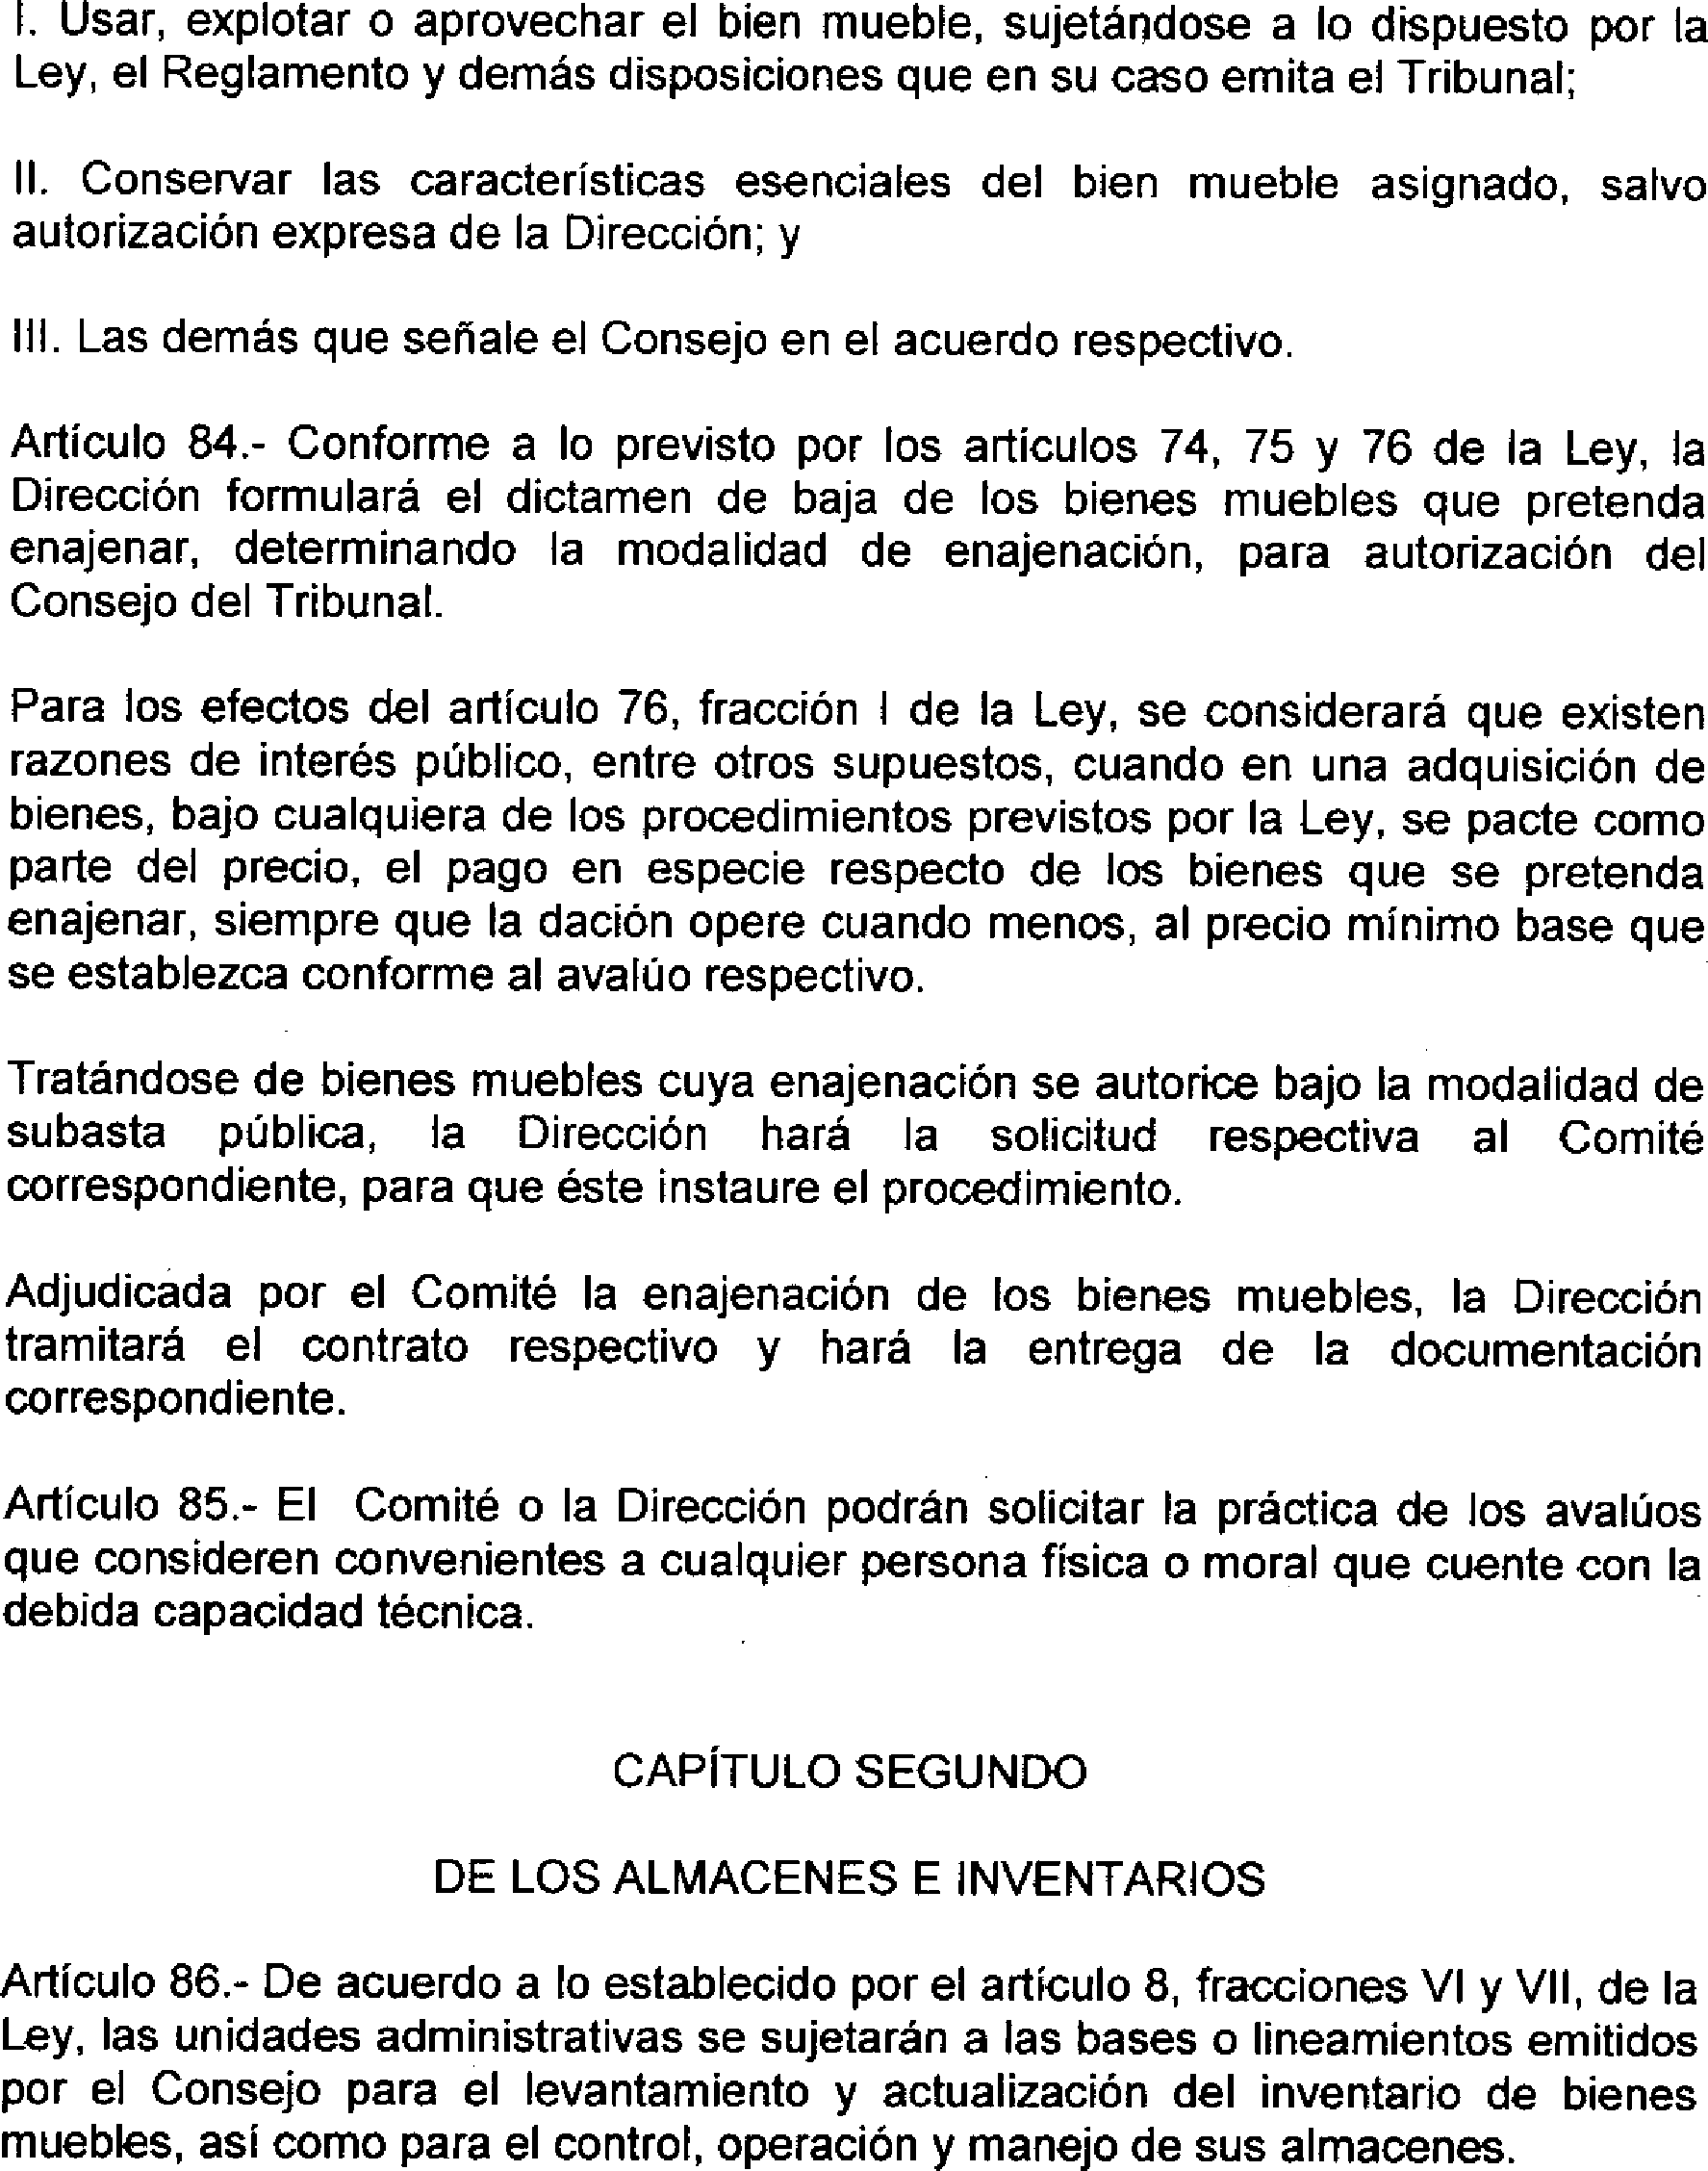 I. Usar, explotar o aprovechar el bien mueble, sujetándose a lo dispuesto por la
Ley, el Reglamento y demás disposiciones que en su caso emita el Tribunal;
II. Conservar las características esenciales del bien mueble asignado, salvo
autorización expresa de la Dirección; y
III. Las demás que señale el Consejo en el acuerdo respectivo.
Artículo 84.- Conforme a lo previsto por los artículos 74, 75 y 76 de la Ley, la
Dirección formulará el dictamen de baja de los bienes muebles que pretenda
enajenar, determinando la modalidad de enajenación, para autorización del
Consejo del Tribunal.
Para los efectos del artículo 76, fracción I de la Ley, se considerará que existen
razones de interés público, entre otros supuestos, cuando en una adquisición de
bienes, bajo cualquiera de los procedimientos previstos por la Ley, se pacte como
parte del precio, el pago en especie respecto de los bienes que se pretenda
enajenar, siempre que la dación opere cuando menos, al precio mínimo base que
se establezca conforme al avalúo respectivo.
Tratándose de bienes muebles cuya enajenación se autorice bajo la modalidad de
subasta pública, la Dirección hará la solicitud respectiva al Comité
correspondiente, para que éste instaure el procedimiento.
Adjudicada por el Comité la enajenación de los bienes muebles, la Dirección
tramitará el contrato respectivo y hará la entrega de la documentación
correspondiente.
Artículo 85.- El Comité o la Dirección podrán solicitar la práctica de los avalúos
que consideren convenientes a cualquier persona física o moral que cuente con la
debida capacidad técnica.
CAPÍTULO SEGUNDO
DE LOS ALMACENES E INVENTARIOS
Artículo 86.- De acuerdo a lo establecido por el artículo 8, fracciones VI y VII, de la
Ley, las unidades administrativas se sujetarán a las bases o lineamientos emitidos
por el Consejo para el levantamiento y actualización del inventario de bienes
muebles, así como para el control, operación y manejo de sus almacenes.